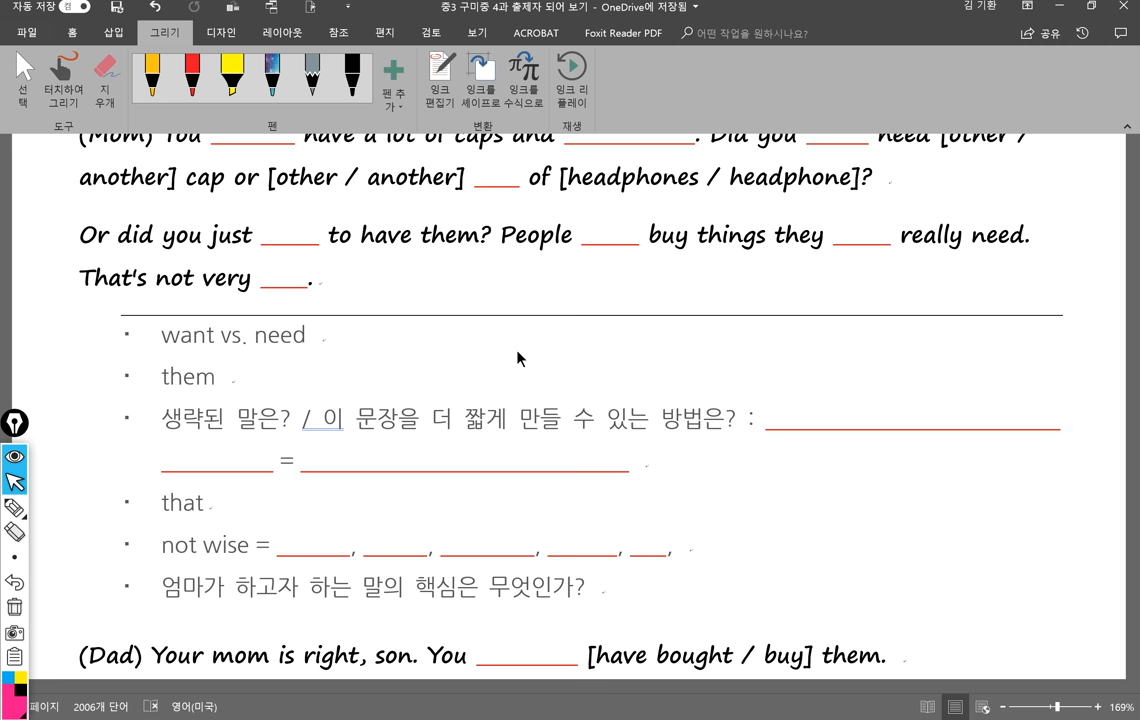 자동 저장 켬 중3 구미중 4과 출제자 되어 보기 - OneDrive에 저장됨 김 기환
파일 홈 삽입 그리기 디자인 레이아웃 참조 편지 검토 보기 ACROBAT Foxit Reader PDF 어떤 작업을 원하시나요? 공유
선택 터치하여 그리기 지우개 펜 추가 잉크 편집기 잉크를 셰이프로 잉크를 수식으로 잉크 리플레이
도구 펜 변환 재생
(Mom) You ______ have a lot of caps and ______. Did you ______ need [other /
another] cap or [other / another] ____ of [headphones / headphone]?
Or did you just _____ to have them? People _____ buy things they _____ really need.
That's not very ____.
▪ want vs. need
▪ them
▪ 생략된 말은? / 이 문장을 더 짧게 만들 수 있는 방법은? : ______
______ = ______
▪ that
▪ not wise = ______, ______, ______, ______, ____,
▪ 엄마가 하고자 하는 말의 핵심은 무엇인가?
(Dad) Your mom is right, son. You ______ [have bought / buy] them.
페이지 2006개 단어 영어(미국) 169%